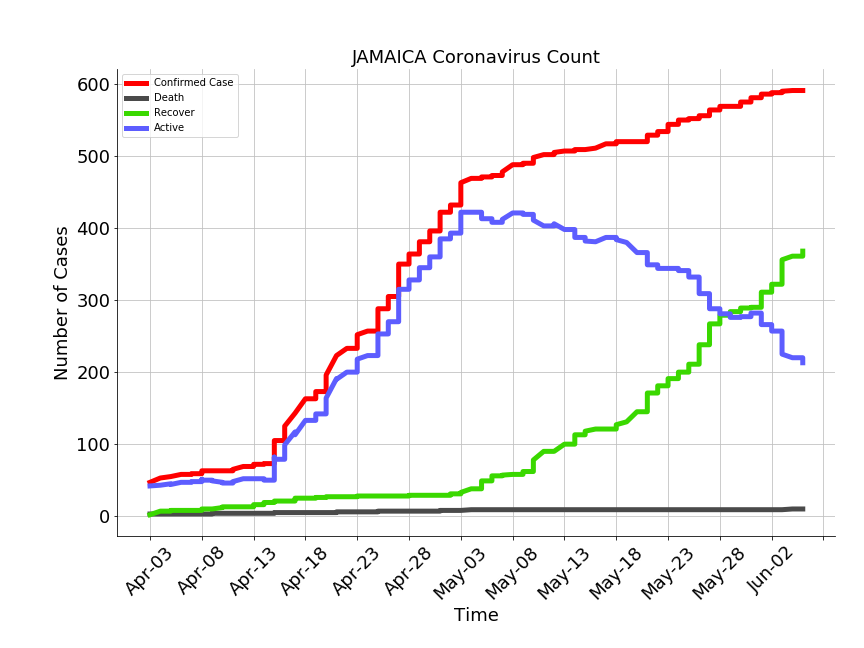 JAMAICA Coronavirus Count
Confirmed Case
Death
Recover
Active
600
500
400
300
200
100
0
Number of Cases
Apr-03
Apr-08
Apr-13
Apr-18
Apr-23
Apr-28
May-03
May-08
May-13
May-18
May-23
May-28
Jun-02
Time